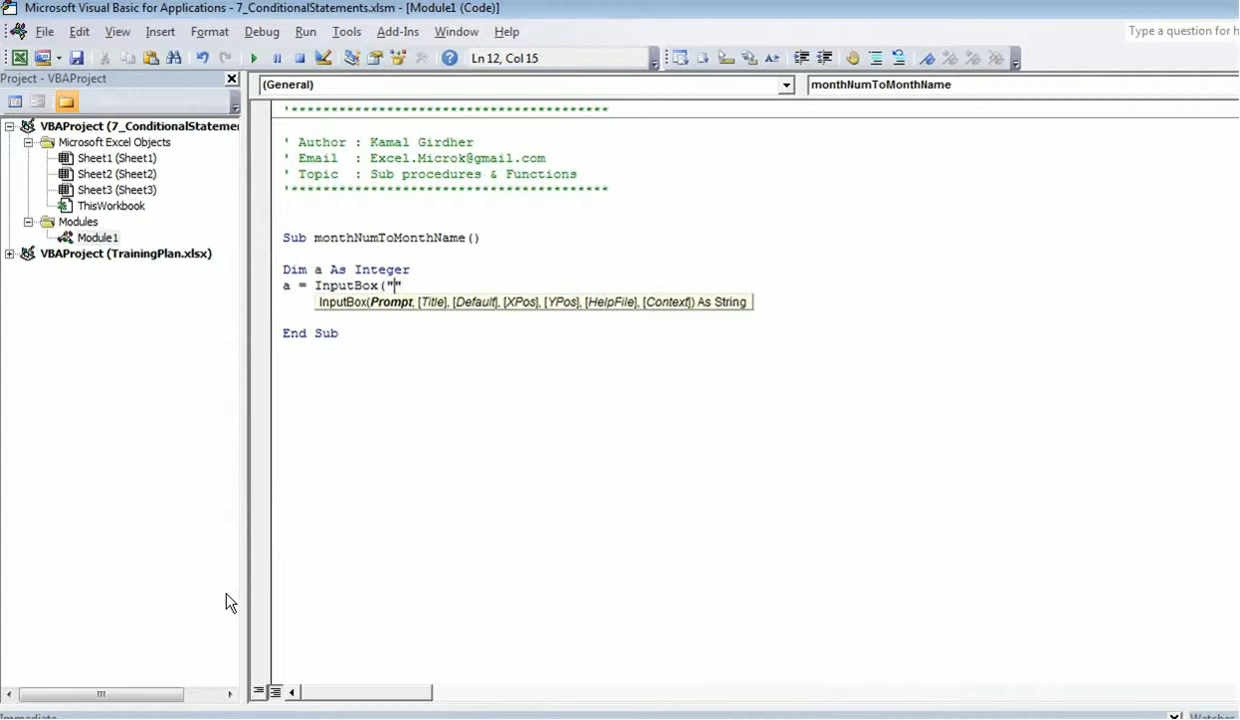 Microsoft Visual Basic for Applications - 7_ConditionalStatements.xlsm - [Module1 (Code)]
File Edit View Insert Format Debug Run Tools Add-Ins Window Help
Type a question for h
Ln 12, Col 15
Project - VBAProject
(General)
monthNumToMonthName
VBAProject (7_ConditionalStatemer
Microsoft Excel Objects
Sheet1 (Sheet1)
Sheet2 (Sheet2)
Sheet3 (Sheet3)
ThisWorkbook
Modules
Module1
VBAProject (TrainingPlan.xlsx)
'*****************************************
' Author : Kamal Girdher
' Email : Excel.Microk@gmail.com
' Topic : Sub procedures & Functions
'*****************************************
Sub monthNumToMonthName()
Dim a As Integer
a = InputBox(""
InputBox(Prompt, [Title], [Default], [XPos], [YPos], [HelpFile], [Context]) As String
End Sub
Immediate
Watches